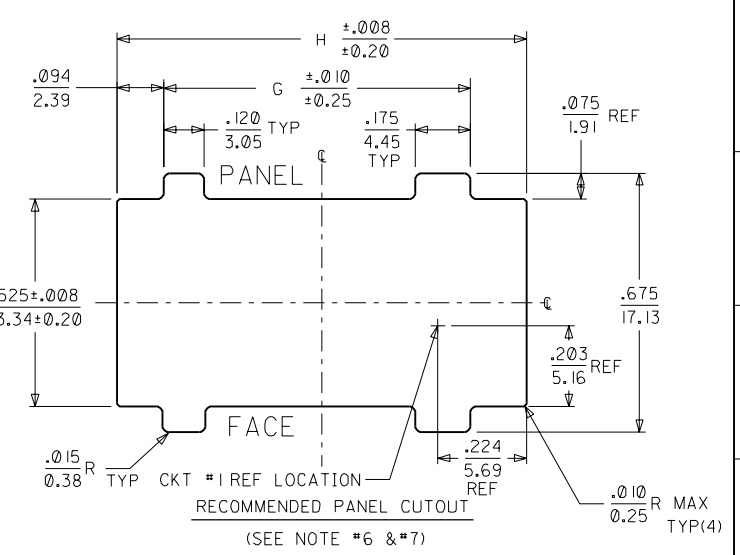 H ±.008
±0.20
.094
2.39
G ±.010
±0.25
.120 TYP
3.05
.175
4.45
TYP
.075 REF
1.91
℄
PANEL
525±.008
3.34±0.20
℄
.675
17.13
.203 REF
5.16
FACE
.015 R TYP
0.38
CKT #1 REF LOCATION
.224
5.69
REF
RECOMMENDED PANEL CUTOUT
(SEE NOTE #6 &#7)
.010 R MAX
0.25 TYP(4)